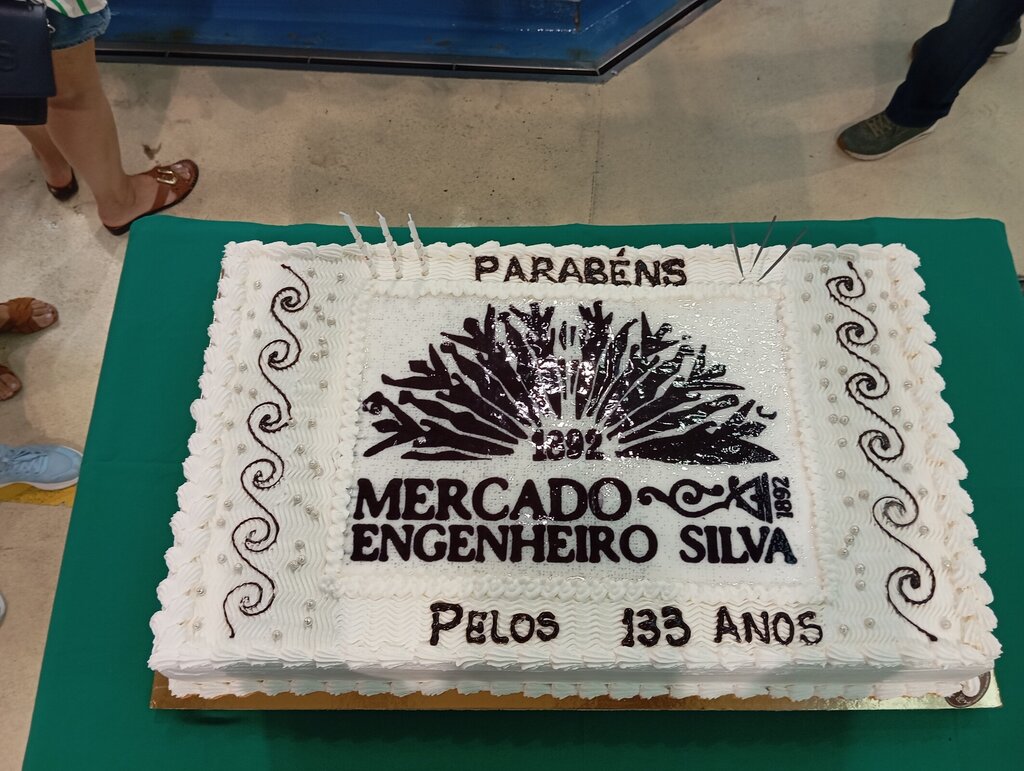 PARABÉNS
1892
MERCADO
1892
ENGENHEIRO SILVA
PELOS 133 ANOS